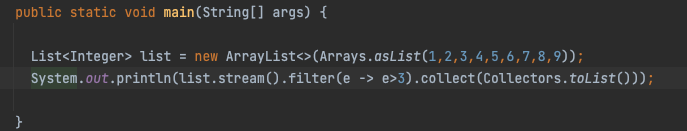 public static void main(String[] args) {
List<Integer> list = new ArrayList<>(Arrays.asList(1,2,3,4,5,6,7,8,9));
System.out.println(list.stream().filter(e -> e>3).collect(Collectors.toList()));
}